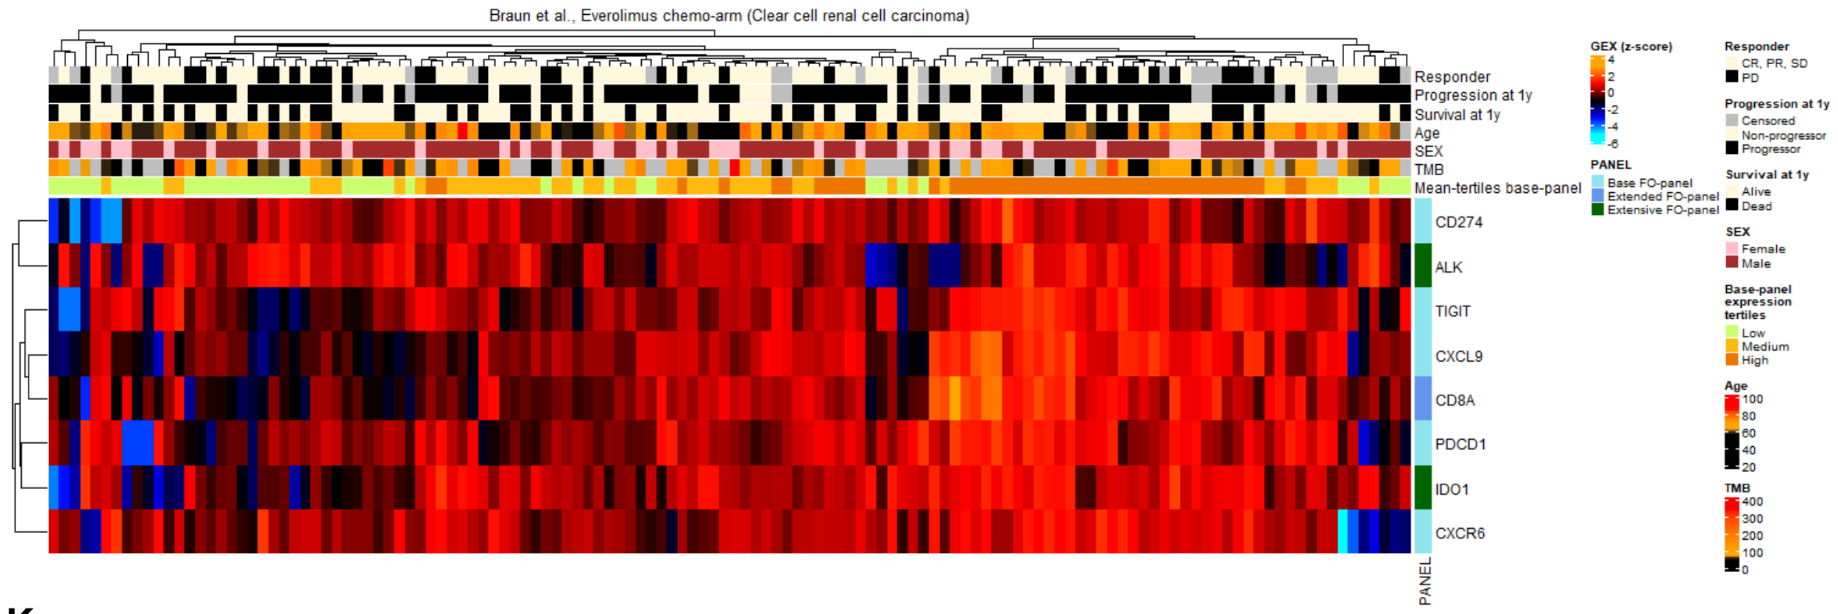 Braun et al., Everolimus chemo-arm (Clear cell renal cell carcinoma)
Responder
Progression at 1y
Survival at 1y
Age
SEX
TMB
Mean-tertiles base-panel
CD274
ALK
TIGIT
CXCL9
CD8A
PDCD1
IDO1
CXCR6
PANEL
GEX (z-score)
4
2
0
-2
-4
-6
PANEL
Base FO-panel
Extended FO-panel
Extensive FO-panel
Responder
CR, PR, SD
PD
Progression at 1y
Censored
Non-progressor
Progressor
Survival at 1y
Alive
Dead
SEX
Female
Male
Base-panel
expression
tertiles
Low
Medium
High
Age
100
80
60
40
20
TMB
400
300
200
100
0